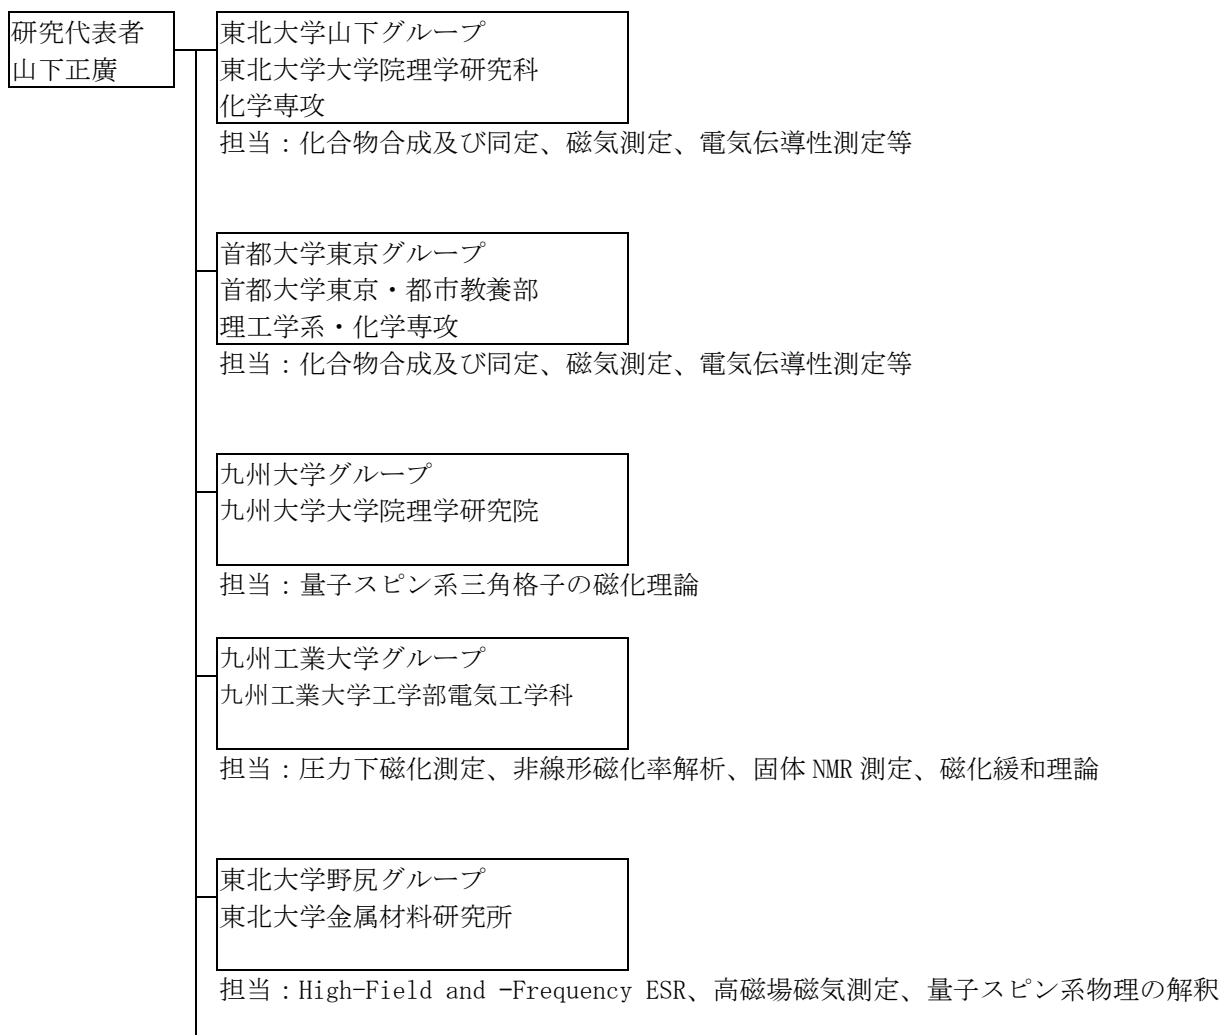 研究代表者
山下正廣
東北大学山下グループ
東北大学大学院理学研究科
化学専攻
担当：化合物合成及び同定、磁気測定、電気伝導性測定等
首都大学東京グループ
首都大学東京・都市教養部
理工学系・化学専攻
担当：化合物合成及び同定、磁気測定、電気伝導性測定等
九州大学グループ
九州大学大学院理学研究院
担当：量子スピン系三角格子の磁化理論
九州工業大学グループ
九州工業大学工学部電気工学科
担当：圧力下磁化測定、非線形磁化率解析、固体 NMR 測定、磁化緩和理論
東北大学野尻グループ
東北大学金属材料研究所
担当：High-Field and -Frequency ESR、高磁場磁気測定、量子スピン系物理の解釈